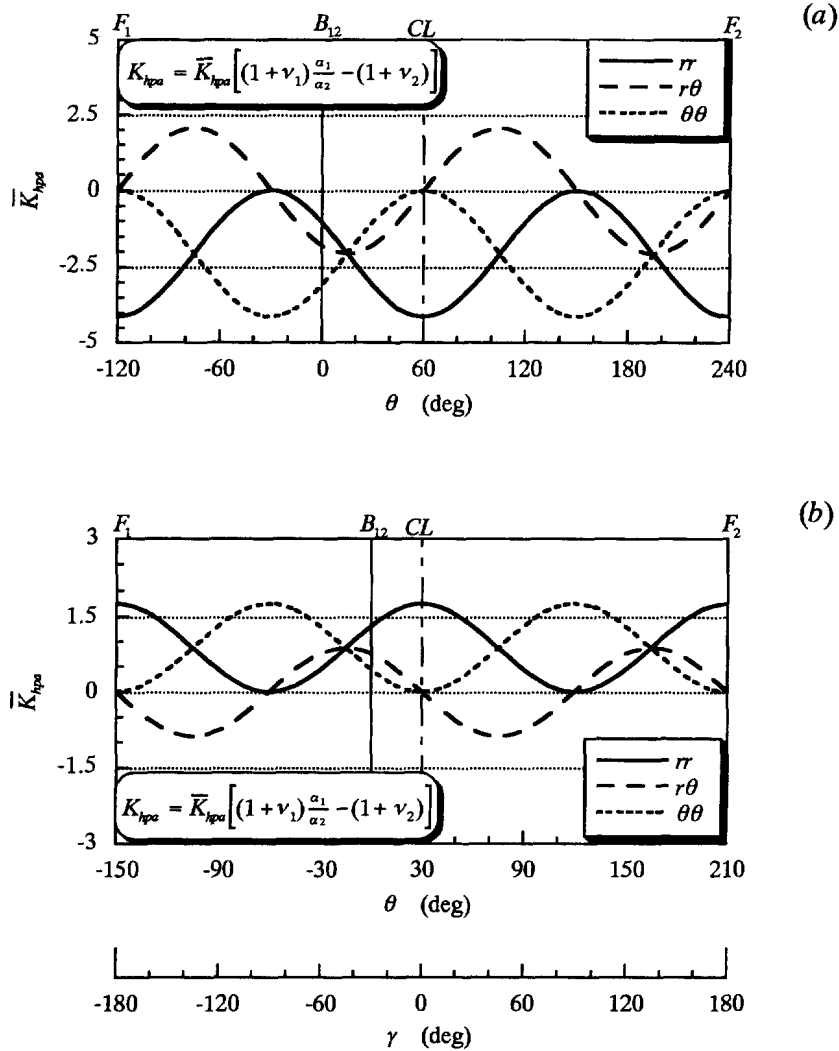 (a)
F₁ B₁₂ CL F₂
5
K_hpa = K̅_hpa[(1+ν₁) α₁/α₂ −(1+ν₂)]
rr
rθ
θθ
2.5
0
-2.5
-5
K̅_hpa
-120 -60 0 60 120 180 240
θ (deg)
(b)
F₁ B₁₂ CL F₂
3
1.5
0
-1.5
-3
K̅_hpa
rr
rθ
θθ
K_hpa = K̅_hpa[(1+ν₁) α₁/α₂ −(1+ν₂)]
-150 -90 -30 30 90 150 210
θ (deg)
-180 -120 -60 0 60 120 180
γ (deg)